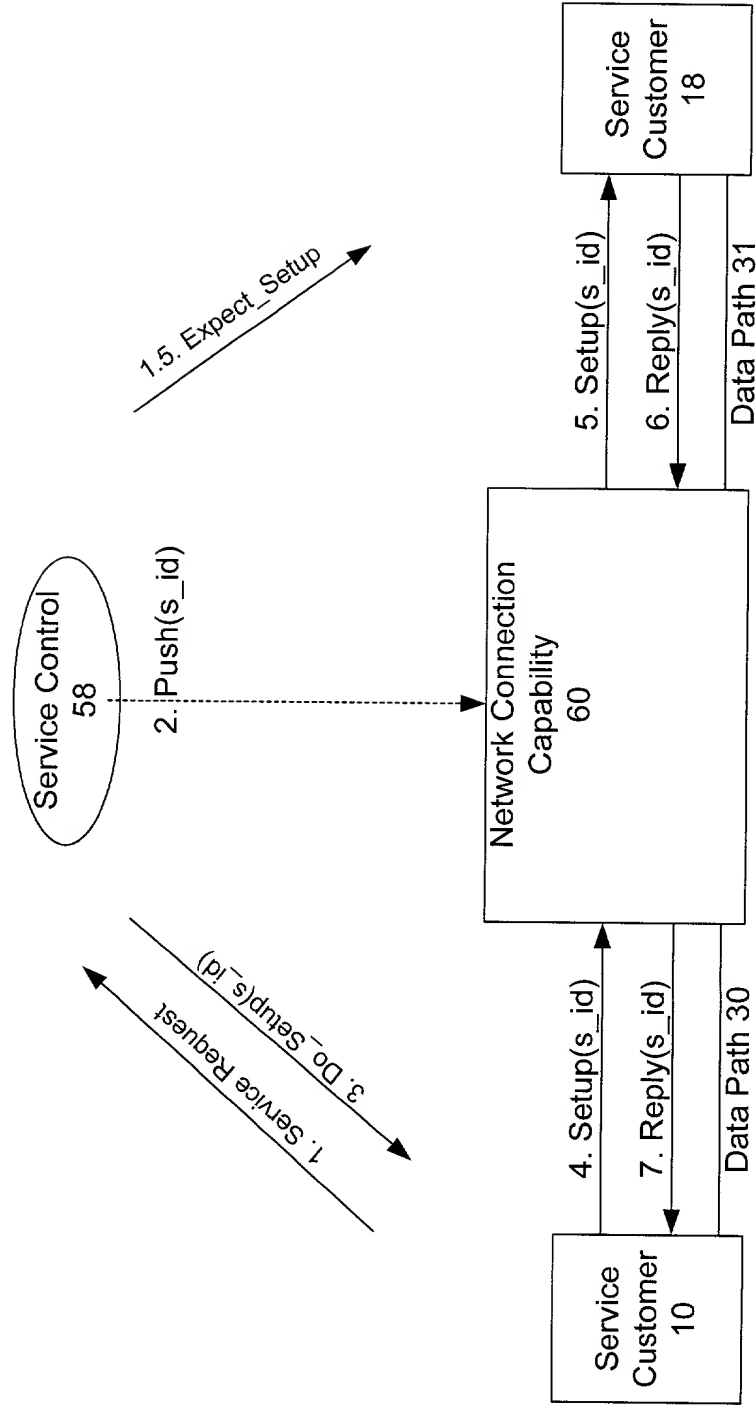 Service Control
58
1. Service Request
3. Do_Setup(s_id)
2. Push(s_id)
1.5. Expect_Setup
Service
Customer
10
4. Setup(s_id)
7. Reply(s_id)
Data Path 30
Network Connection
Capability
60
5. Setup(s_id)
6. Reply(s_id)
Data Path 31
Service
Customer
18